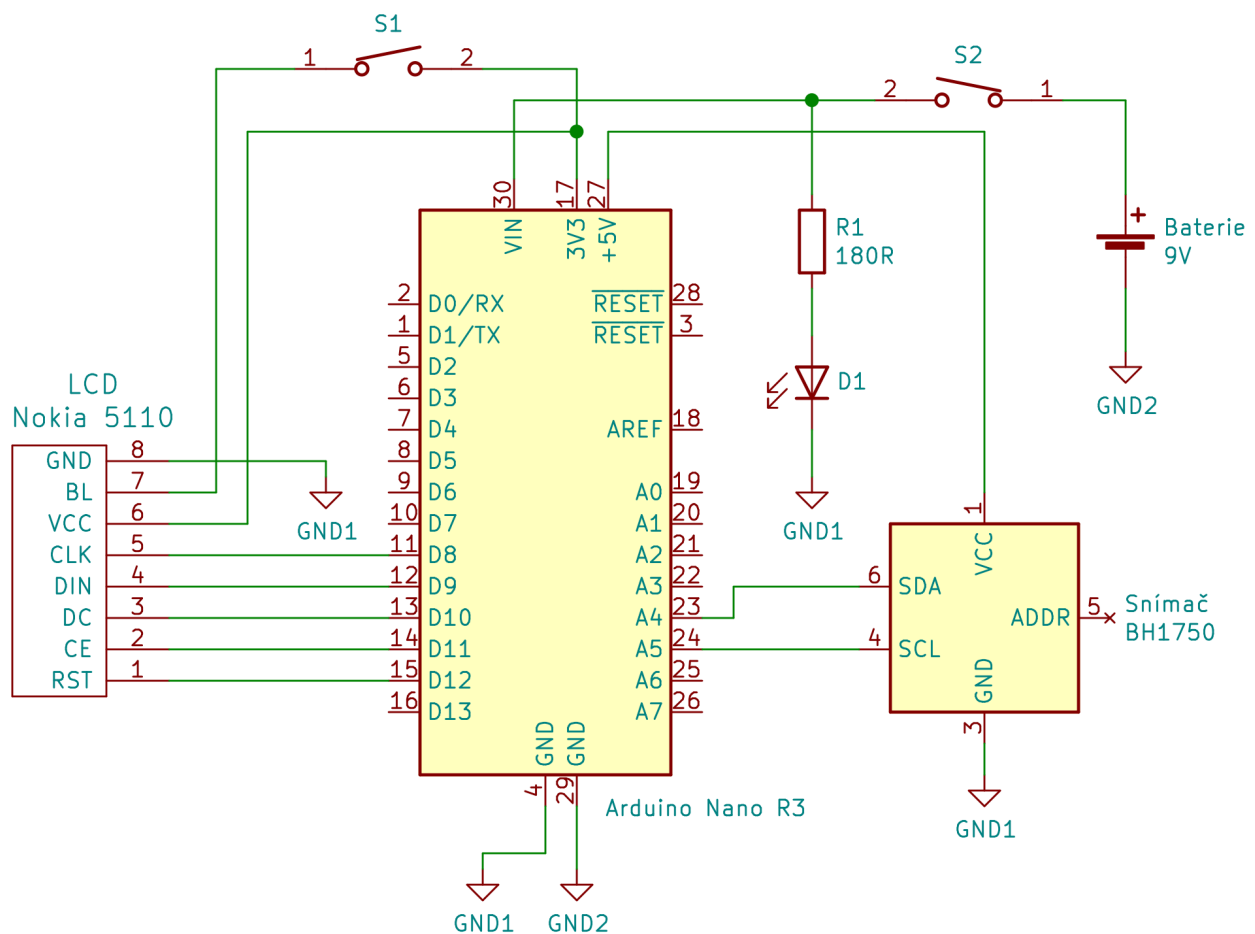 S1
1 2
S2
2 1
30 17 27
VIN 3V3 +5V
R1
180R
+
Baterie
9V
2 D0/RX RESET 28
1 D1/TX RESET 3
5 D2
6 D3
7 D4 AREF 18
8 D5
9 D6 A0 19
10 D7 A1 20
11 D8 A2 21
12 D9 A3 22
13 D10 A4 23
14 D11 A5 24
15 D12 A6 25
16 D13 A7 26
GND GND
4 29
Arduino Nano R3
GND1 GND2
D1
GND1
GND2
LCD
Nokia 5110
GND 8
BL 7
VCC 6
CLK 5
DIN 4
DC 3
CE 2
RST 1
GND1
1
VCC
6 SDA
ADDR 5
4 SCL
GND
3
Snímač
BH1750
GND1